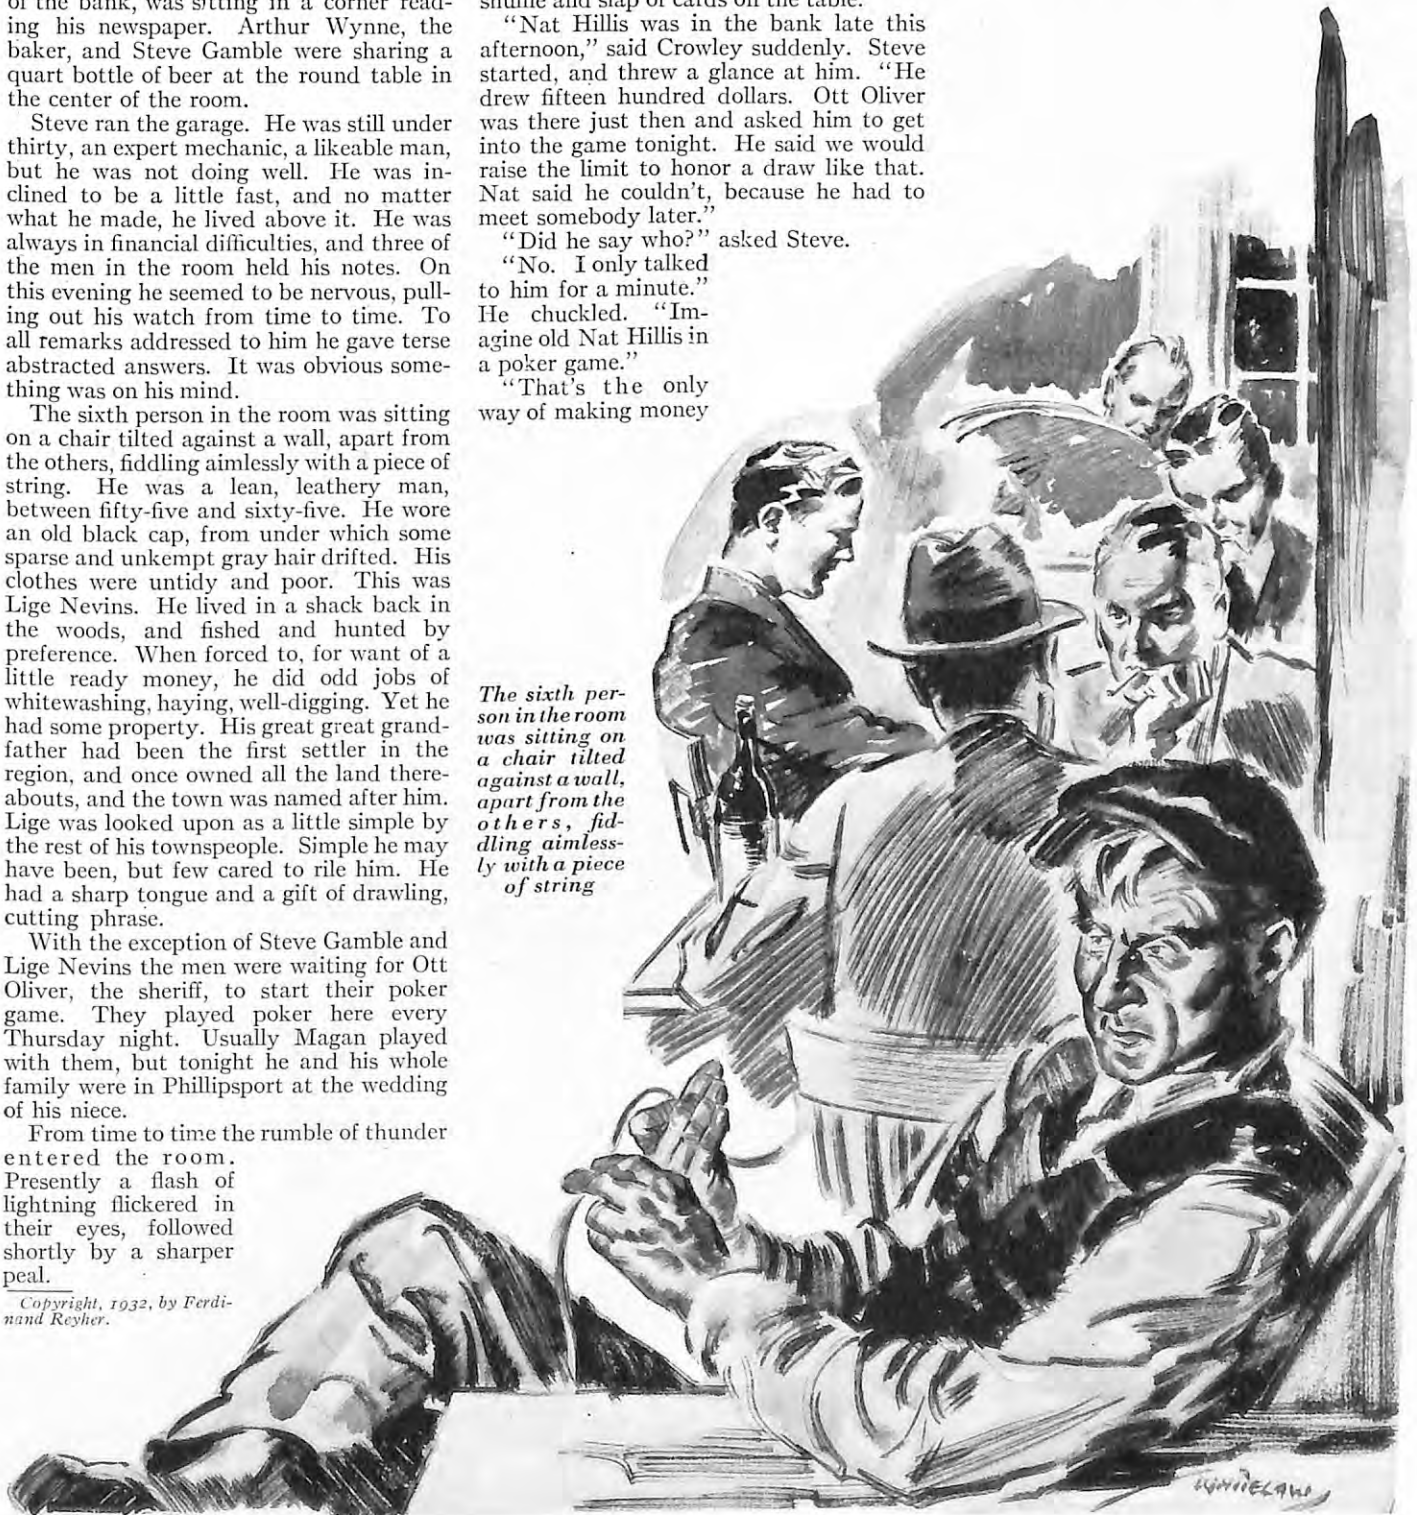 of the bank, was sitting in a corner read-
ing his newspaper. Arthur Wynne, the
baker, and Steve Gamble were sharing a
quart bottle of beer at the round table in
the center of the room.
Steve ran the garage. He was still under
thirty, an expert mechanic, a likeable man,
but he was not doing well. He was in-
clined to be a little fast, and no matter
what he made, he lived above it. He was
always in financial difficulties, and three of
the men in the room held his notes. On
this evening he seemed to be nervous, pull-
ing out his watch from time to time. To
all remarks addressed to him he gave terse
abstracted answers. It was obvious some-
thing was on his mind.
The sixth person in the room was sitting
on a chair tilted against a wall, apart from
the others, fiddling aimlessly with a piece of
string. He was a lean, leathery man,
between fifty-five and sixty-five. He wore
an old black cap, from under which some
sparse and unkempt gray hair drifted. His
clothes were untidy and poor. This was
Lige Nevins. He lived in a shack back in
the woods, and fished and hunted by
preference. When forced to, for want of a
little ready money, he did odd jobs of
whitewashing, haying, well-digging. Yet he
had some property. His great great grand-
father had been the first settler in the
region, and once owned all the land there-
abouts, and the town was named after him.
Lige was looked upon as a little simple by
the rest of his townspeople. Simple he may
have been, but few cared to rile him. He
had a sharp tongue and a gift of drawling,
cutting phrase.
With the exception of Steve Gamble and
Lige Nevins the men were waiting for Ott
Oliver, the sheriff, to start their poker
game. They played poker here every
Thursday night. Usually Magan played
with them, but tonight he and his whole
family were in Phillipsport at the wedding
of his niece.
From time to time the rumble of thunder
entered the room.
Presently a flash of
lightning flickered in
their eyes, followed
shortly by a sharper
peal.
Copyright, 1932, by Ferdi-
nand Reyher.
shuffle and slap of cards on the table.
"Nat Hillis was in the bank late this
afternoon," said Crowley suddenly. Steve
started, and threw a glance at him. "He
drew fifteen hundred dollars. Ott Oliver
was there just then and asked him to get
into the game tonight. He said we would
raise the limit to honor a draw like that.
Nat said he couldn't, because he had to
meet somebody later."
"Did he say who?" asked Steve.
"No. I only talked
to him for a minute."
He chuckled. "Im-
agine old Nat Hillis in
a poker game."
"That's the only
way of making money
The sixth per-
son in the room
was sitting on
a chair tilted
against a wall,
apart from the
others, fid-
dling aimless-
ly with a piece
of string